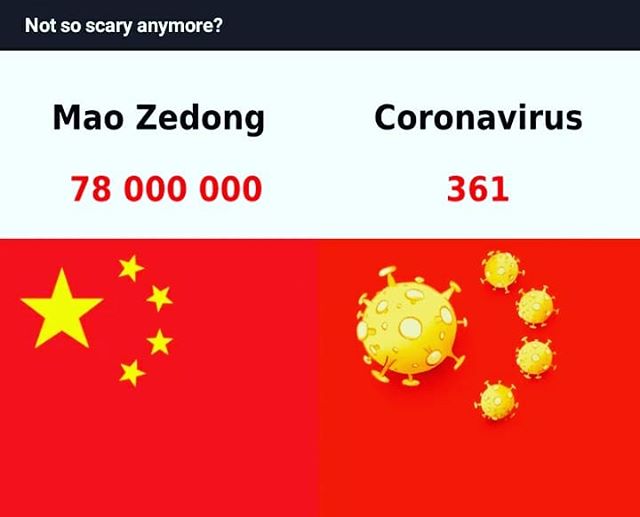 Not so scary anymore?
Mao Zedong
Coronavirus
78 000 000
361